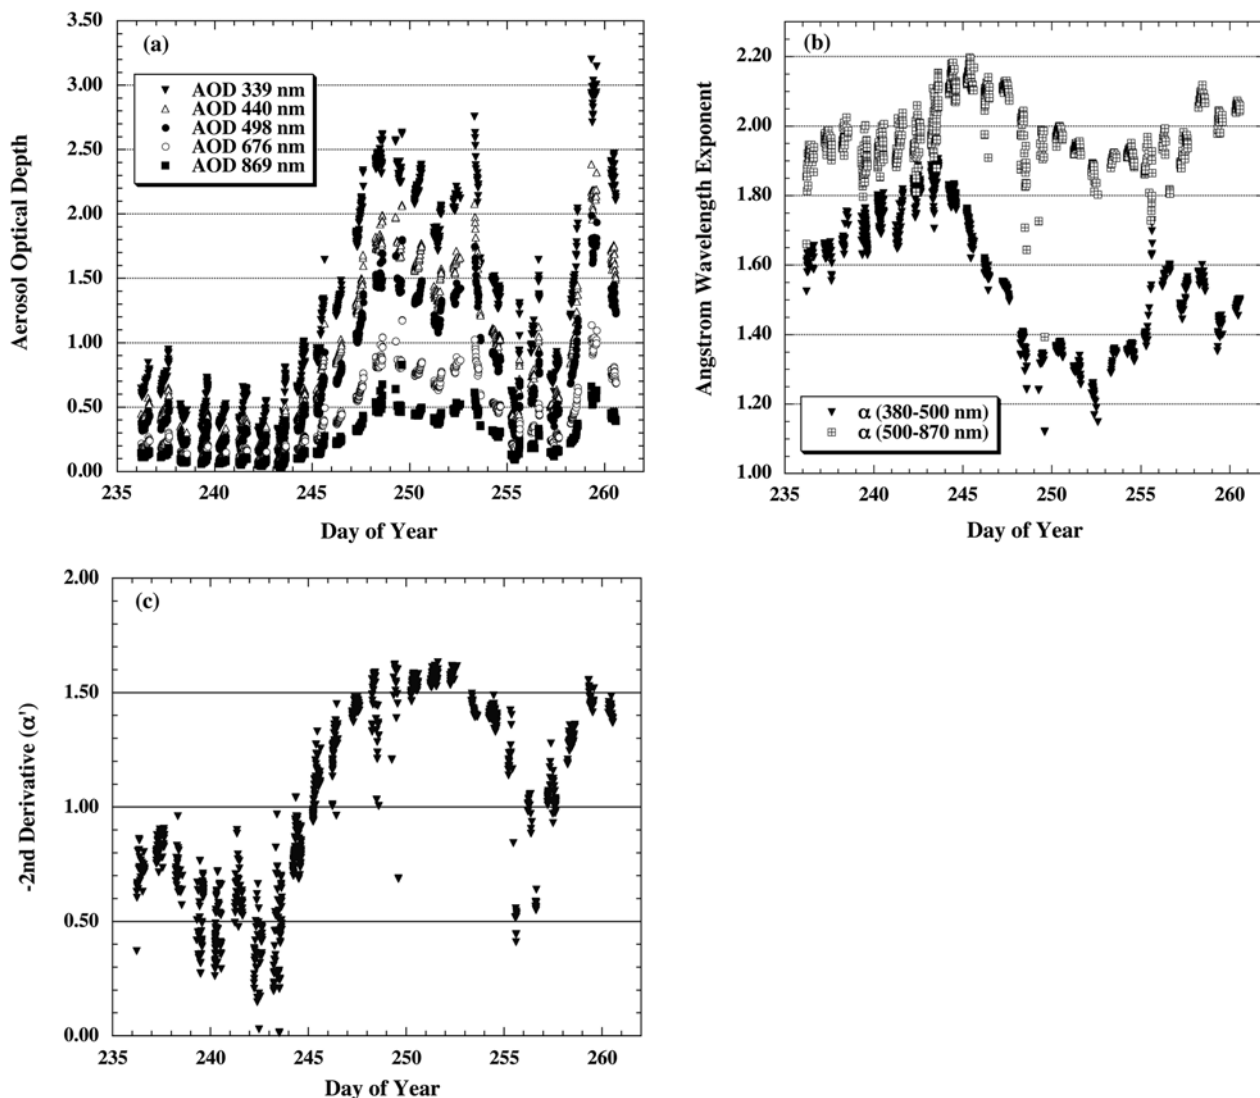 (a)
AOD 339 nm
AOD 440 nm
AOD 498 nm
AOD 676 nm
AOD 869 nm
Aerosol Optical Depth
3.50
3.00
2.50
2.00
1.50
1.00
0.50
0.00
235 240 245 250 255 260
Day of Year
(b)
Angstrom Wavelength Exponent
2.20
2.00
1.80
1.60
1.40
1.20
1.00
α (380-500 nm)
α (500-870 nm)
235 240 245 250 255 260
Day of Year
(c)
-2nd Derivative (α')
2.00
1.50
1.00
0.50
0.00
235 240 245 250 255 260
Day of Year